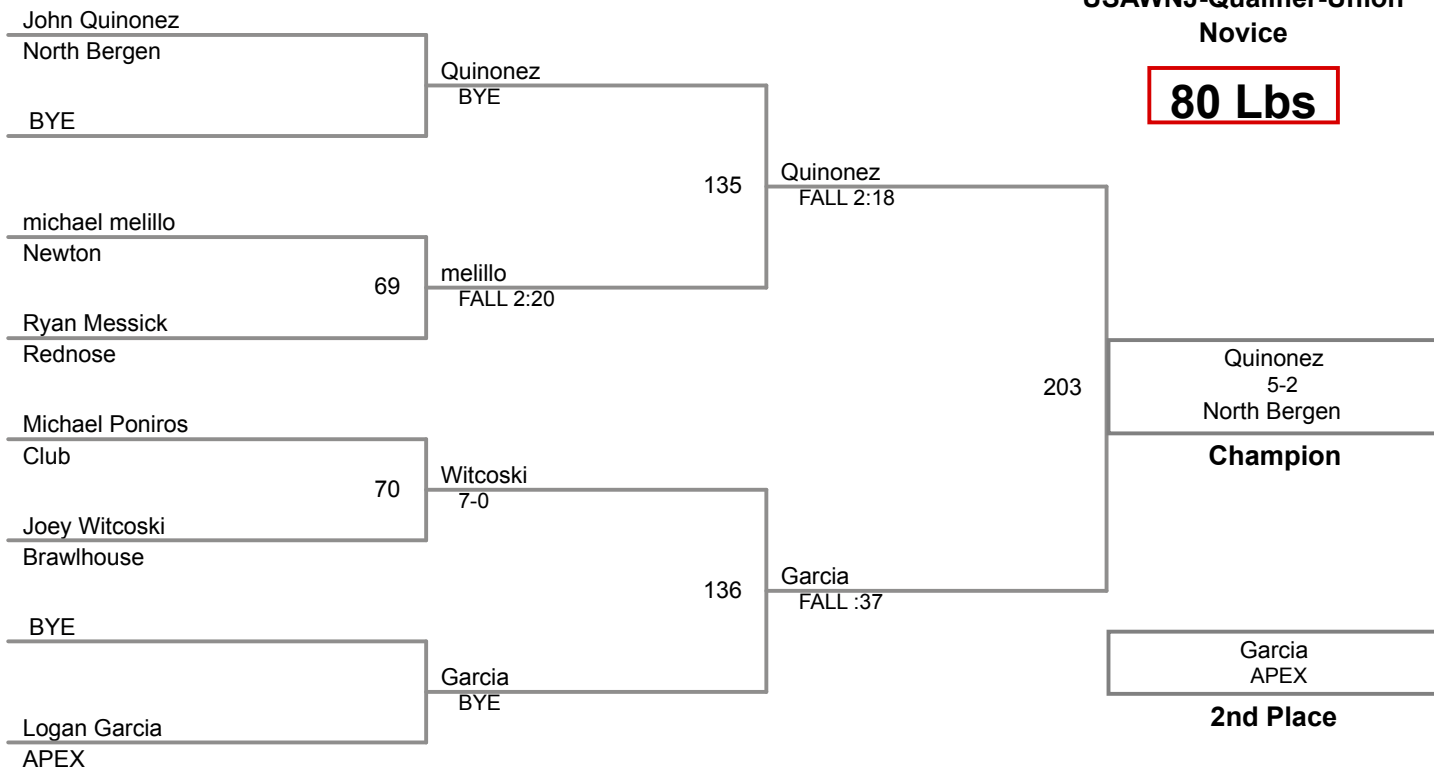 USAWNJ-Qualifier-Union
Novice
80 Lbs
John Quinonez
North Bergen
BYE
michael melillo
Newton
Ryan Messick
Rednose
Michael Poniros
Club
Joey Witcoski
Brawlhouse
BYE
Logan Garcia
APEX
Quinonez
BYE
69
melillo
FALL 2:20
70
Witcoski
7-0
Garcia
BYE
135
Quinonez
FALL 2:18
136
Garcia
FALL :37
203
Quinonez
5-2
North Bergen
Champion
Garcia
APEX
2nd Place